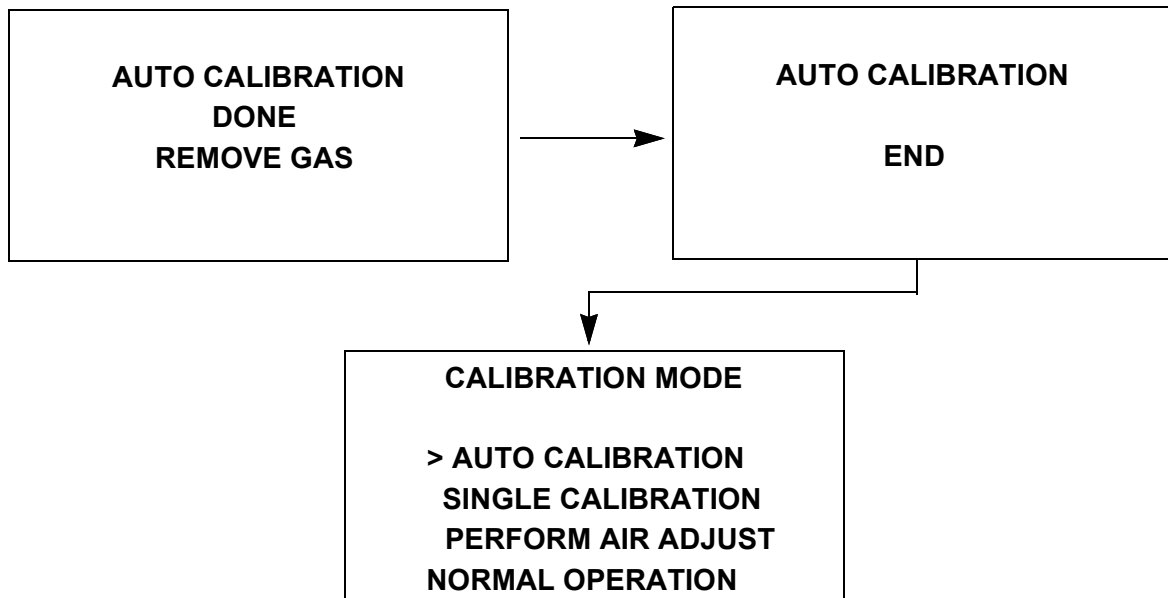 AUTO CALIBRATION
DONE
REMOVE GAS
AUTO CALIBRATION
END
CALIBRATION MODE
> AUTO CALIBRATION
SINGLE CALIBRATION
PERFORM AIR ADJUST
NORMAL OPERATION